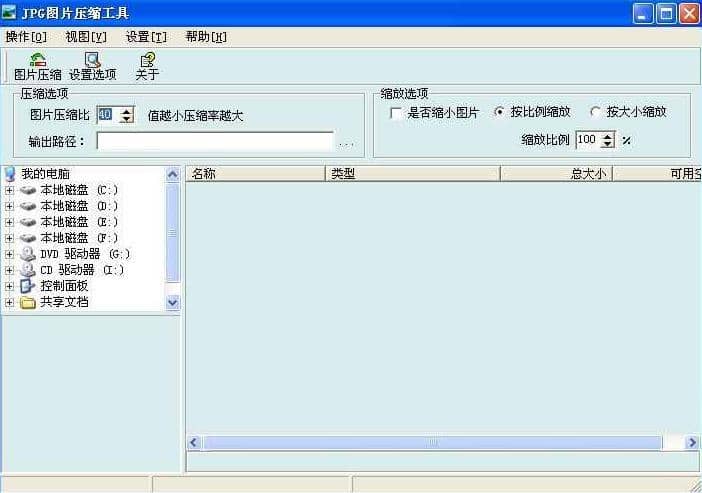 JPG图片压缩工具
操作[O] 视图[V] 设置[T] 帮助[H]
图片压缩 设置选项 关于
压缩选项 缩放选项
图片压缩比 40 值越小压缩率越大 是否缩小图片 按比例缩放 按大小缩放
输出路径： ... 缩放比例 100 %
我的电脑 名称 类型 总大小 可用空
本地磁盘 (C:)
本地磁盘 (D:)
本地磁盘 (E:)
本地磁盘 (F:)
DVD 驱动器 (G:)
CD 驱动器 (I:)
控制面板
共享文档